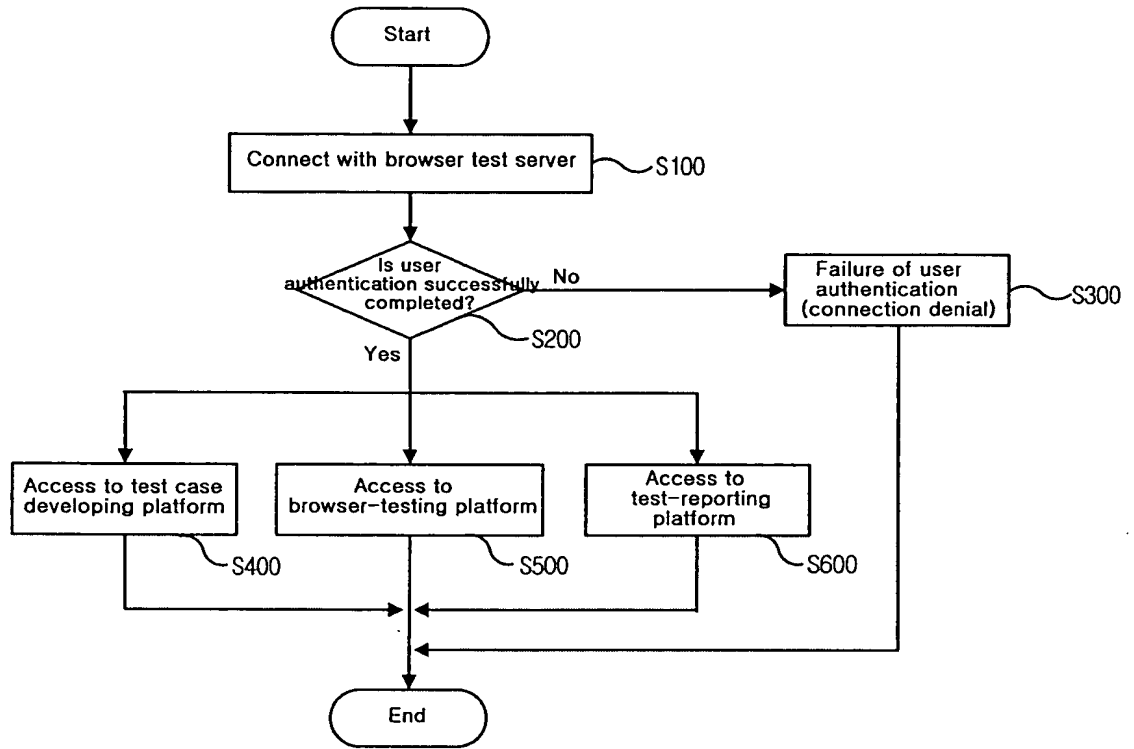 Start
Connect with browser test server
S100
Is user
authentication successfully
completed?
No
S200
Yes
Failure of user
authentication
(connection denial)
S300
Access to test case
developing platform
S400
Access to
browser-testing platform
S500
Access to
test-reporting
platform
S600
End